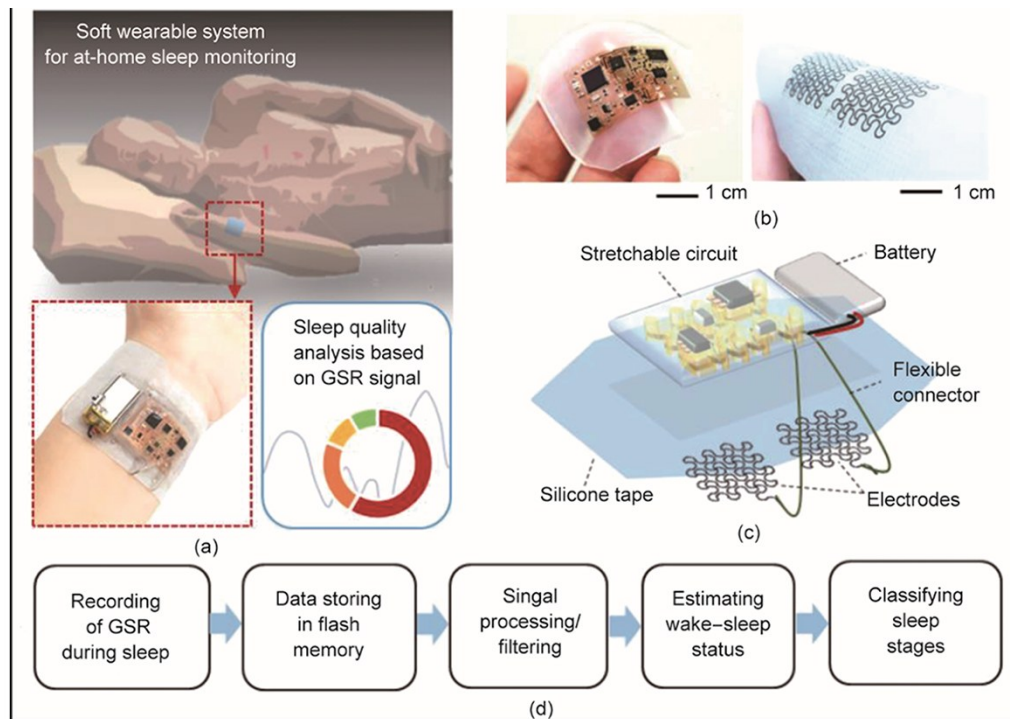 Soft wearable system
for at-home sleep monitoring
Sleep quality
analysis based
on GSR signal
(a)
1 cm
1 cm
(b)
Stretchable circuit
Battery
Flexible
connector
Silicone tape
Electrodes
(c)
Recording
of GSR
during sleep
Data storing
in flash
memory
Singal
processing/
filtering
Estimating
wake–sleep
status
Classifying
sleep
stages
(d)